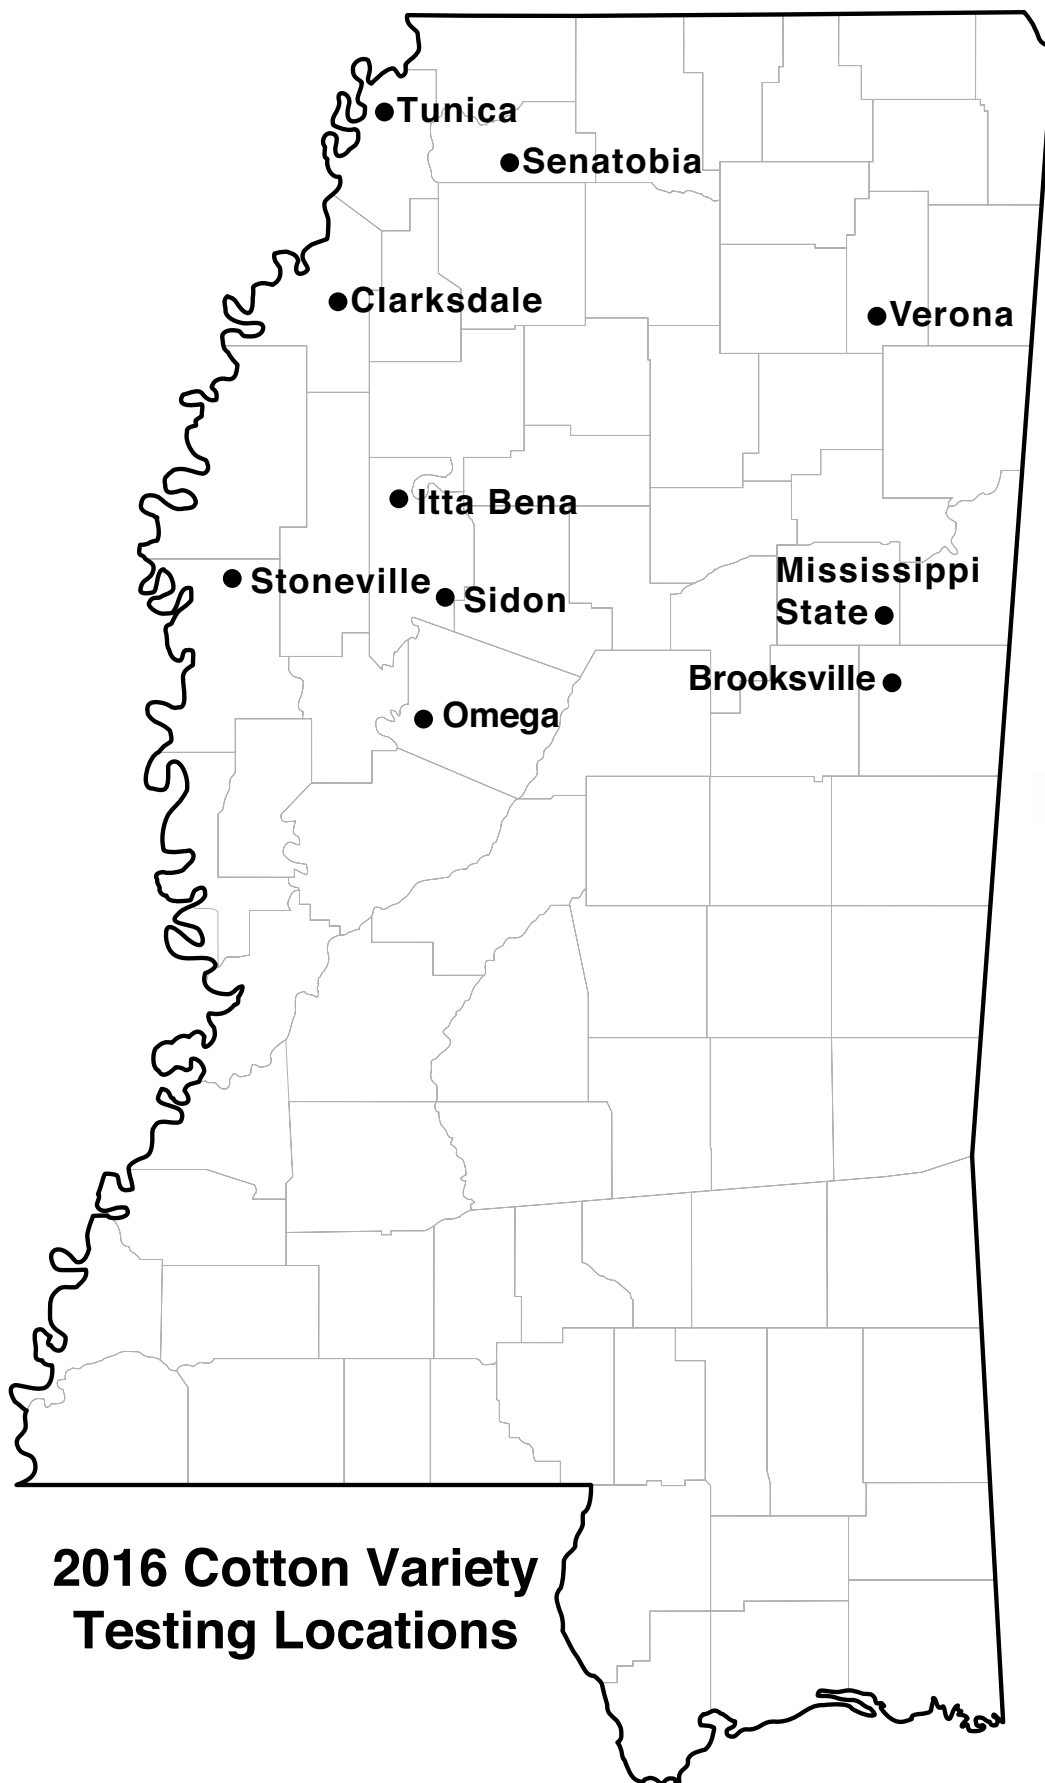 Tunica
Senatobia
Clarksdale
Verona
Itta Bena
Stoneville
Sidon
Mississippi
State
Brooksville
Omega
2016 Cotton Variety
Testing Locations